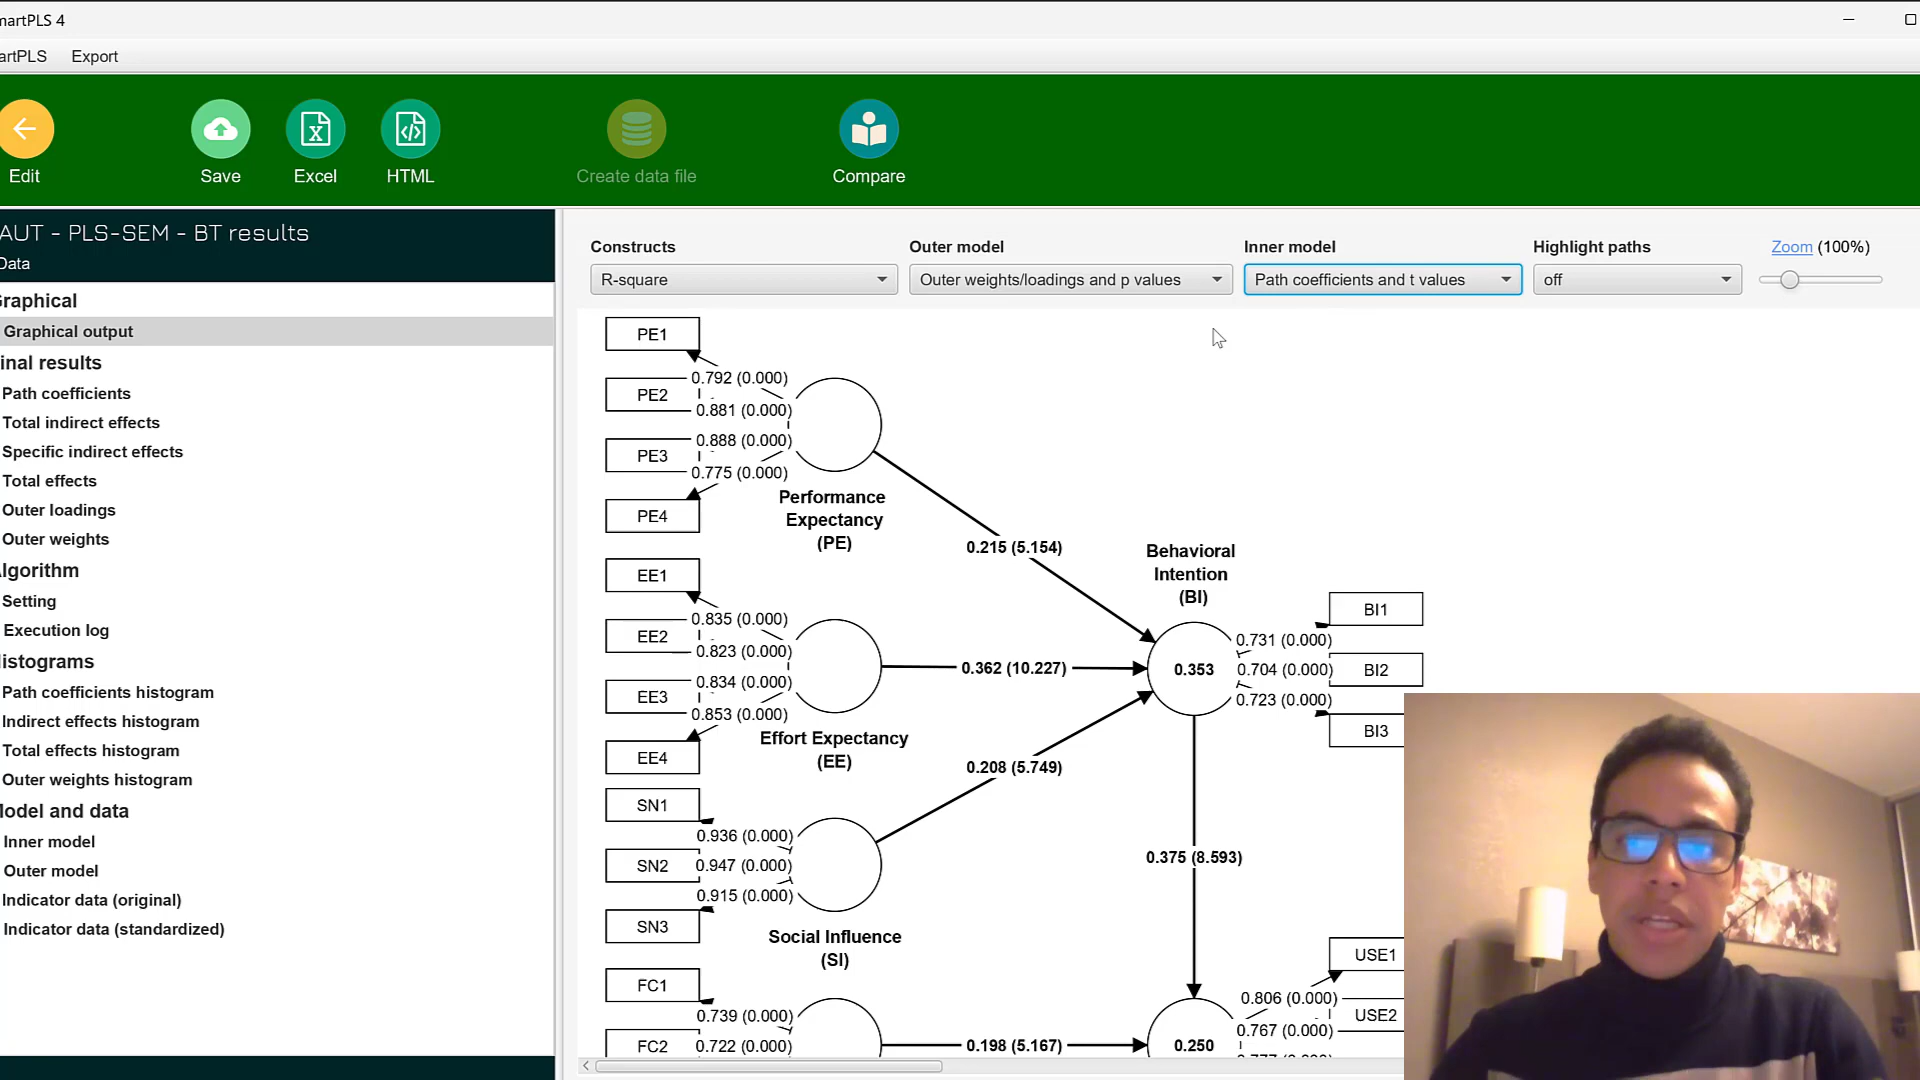 martPLS 4
artPLS Export
Edit Save Excel HTML Create data file Compare
AUT - PLS-SEM - BT results
Data
Graphical
Graphical output
inal results
Path coefficients
Total indirect effects
Specific indirect effects
Total effects
Outer loadings
Outer weights
lgorithm
Setting
Execution log
istograms
Path coefficients histogram
Indirect effects histogram
Total effects histogram
Outer weights histogram
Model and data
Inner model
Outer model
Indicator data (original)
Indicator data (standardized)
Constructs Outer model Inner model Highlight paths Zoom (100%)
R-square Outer weights/loadings and p values Path coefficients and t values off
PE1
0.792 (0.000)
PE2
0.881 (0.000)
0.888 (0.000)
PE3
0.775 (0.000)
PE4
Performance
Expectancy
(PE)
0.215 (5.154)
Behavioral
Intention
(BI)
EE1
0.835 (0.000)
EE2
0.823 (0.000)
0.834 (0.000)
EE3
0.853 (0.000)
EE4
Effort Expectancy
(EE)
0.362 (10.227)
0.353
BI1
0.731 (0.000)
0.704 (0.000) BI2
0.723 (0.000)
BI3
0.208 (5.749)
SN1
0.936 (0.000)
SN2 0.947 (0.000)
0.915 (0.000)
SN3
Social Influence
(SI)
0.375 (8.593)
FC1
0.739 (0.000)
FC2 0.722 (0.000)
0.198 (5.167)
0.250
USE1
0.806 (0.000)
USE2
0.767 (0.000)